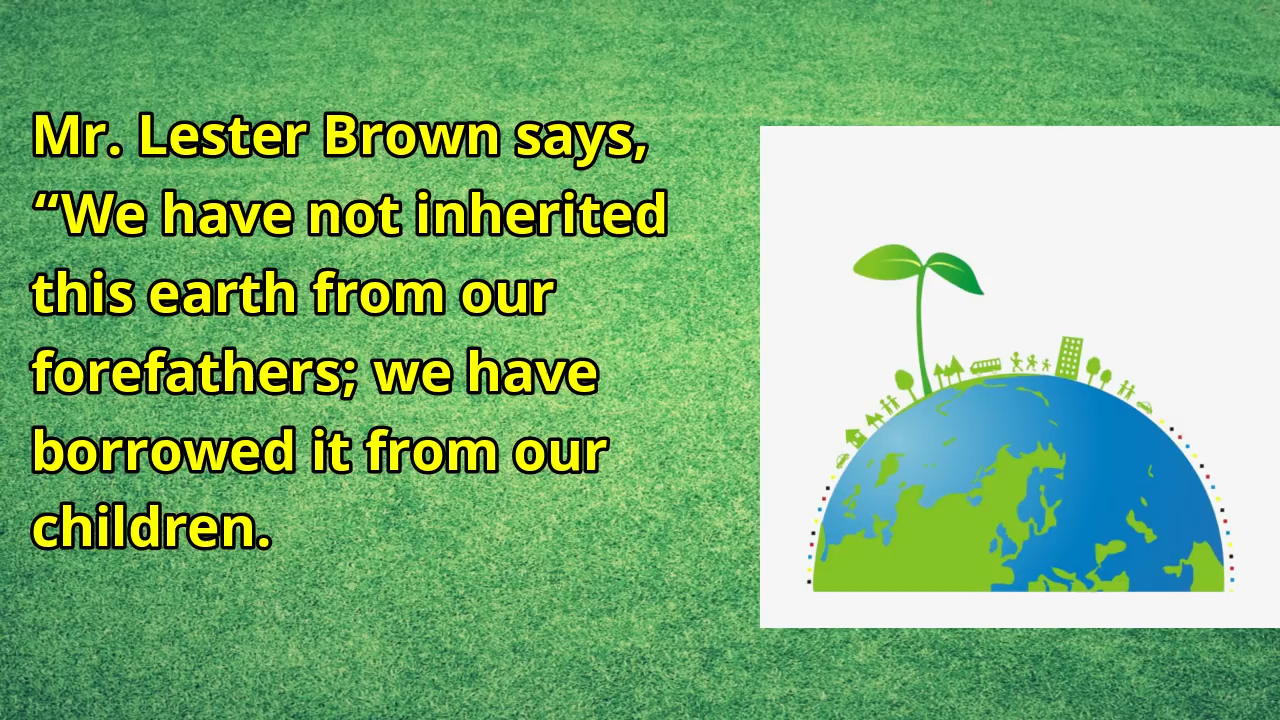 Mr. Lester Brown says,
“We have not inherited
this earth from our
forefathers; we have
borrowed it from our
children.